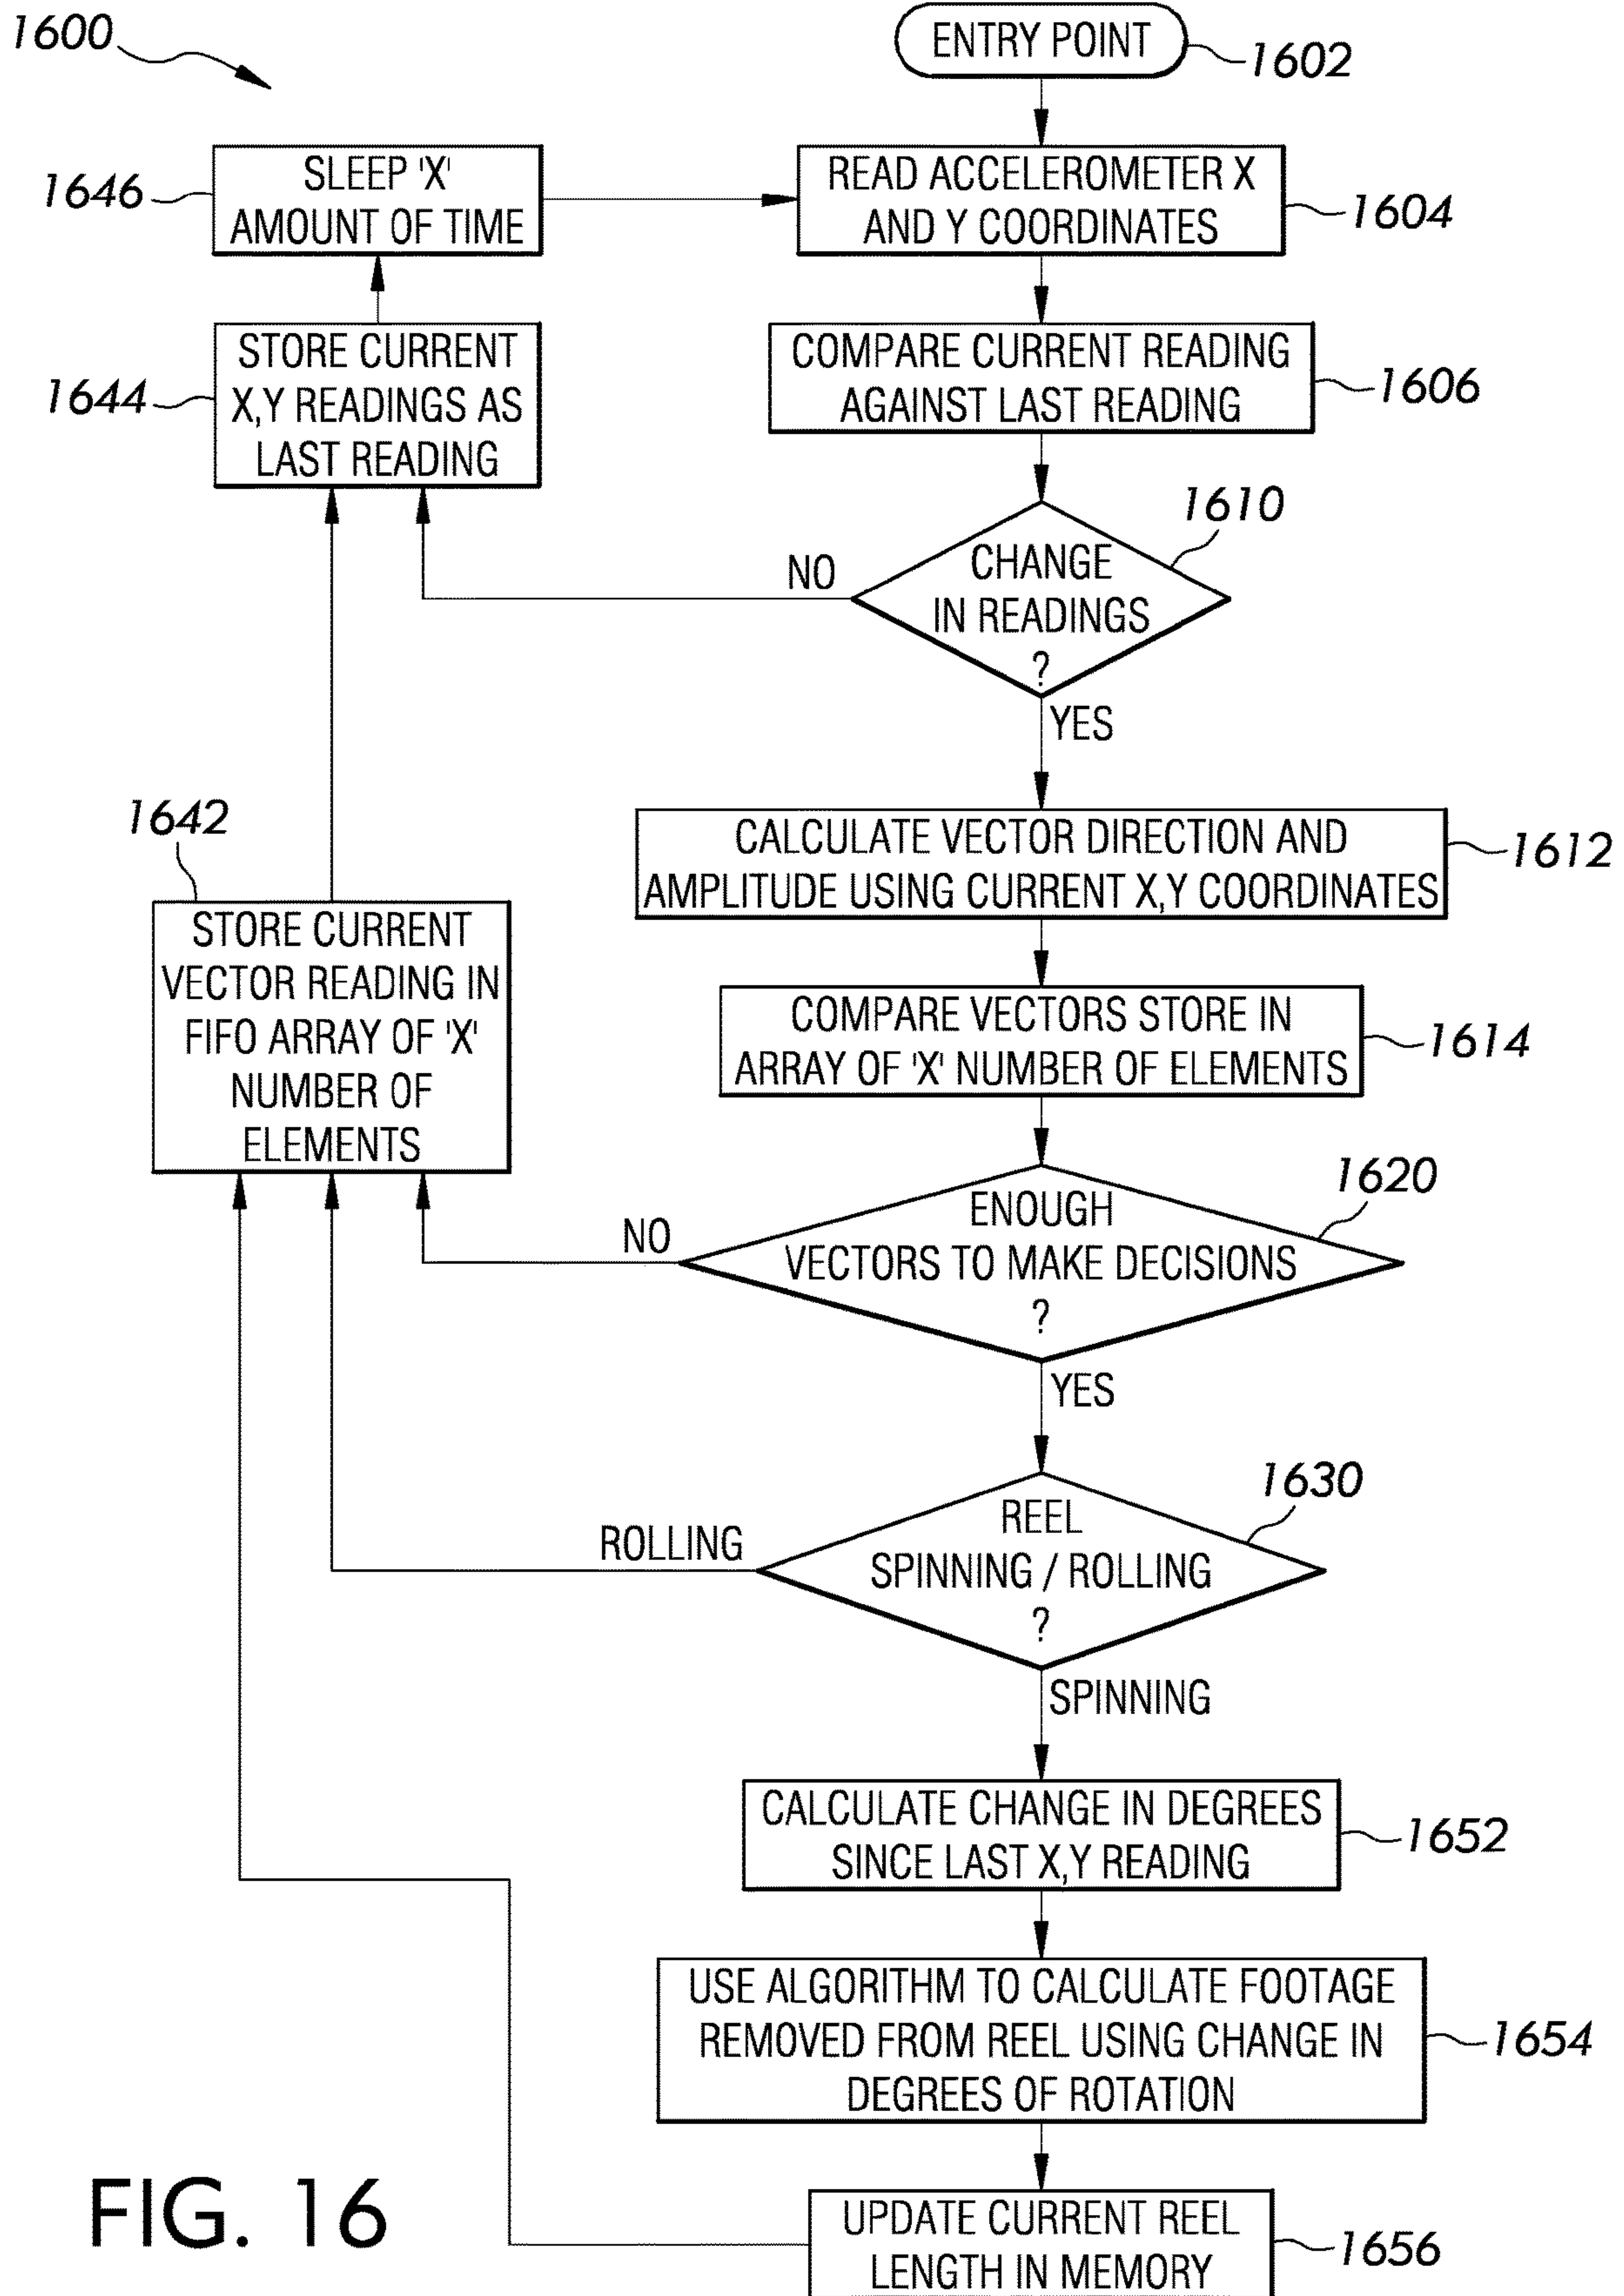 1600
ENTRY POINT
1602
SLEEP 'X'
AMOUNT OF TIME
1646
READ ACCELEROMETER X
AND Y COORDINATES
1604
STORE CURRENT
X,Y READINGS AS
LAST READING
1644
COMPARE CURRENT READING
AGAINST LAST READING
1606
1610
CHANGE
IN READINGS
?
NO
YES
1642
CALCULATE VECTOR DIRECTION AND
AMPLITUDE USING CURRENT X,Y COORDINATES
1612
STORE CURRENT
VECTOR READING IN
FIFO ARRAY OF 'X'
NUMBER OF
ELEMENTS
COMPARE VECTORS STORE IN
ARRAY OF 'X' NUMBER OF ELEMENTS
1614
1620
ENOUGH
VECTORS TO MAKE DECISIONS
?
NO
YES
1630
REEL
SPINNING / ROLLING
?
ROLLING
SPINNING
CALCULATE CHANGE IN DEGREES
SINCE LAST X,Y READING
1652
USE ALGORITHM TO CALCULATE FOOTAGE
REMOVED FROM REEL USING CHANGE IN
DEGREES OF ROTATION
1654
UPDATE CURRENT REEL
LENGTH IN MEMORY
1656
FIG. 16